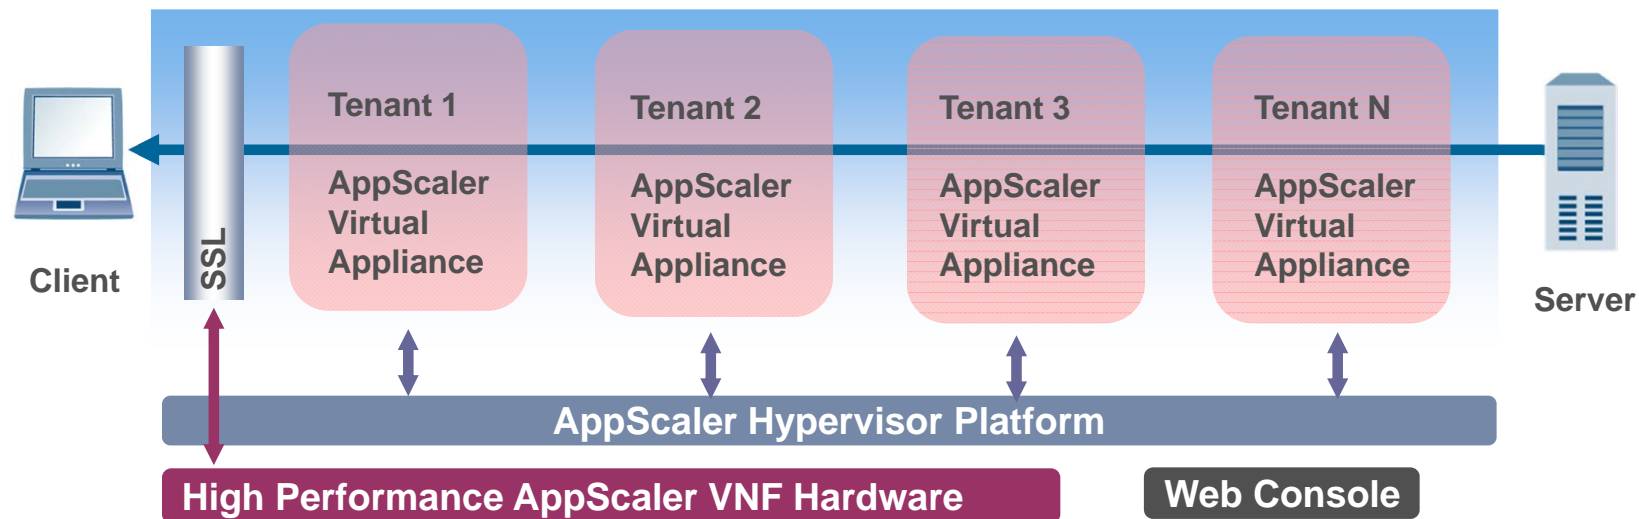 Client
SSL
Tenant 1
AppScaler
Virtual
Appliance
Tenant 2
AppScaler
Virtual
Appliance
Tenant 3
AppScaler
Virtual
Appliance
Tenant N
AppScaler
Virtual
Appliance
Server
AppScaler Hypervisor Platform
High Performance AppScaler VNF Hardware
Web Console